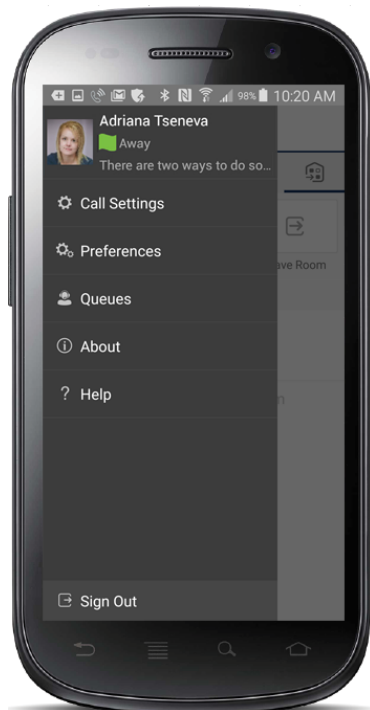 98% 10:20 AM
Adriana Tseneva
Away
There are two ways to do so...
Call Settings
ave Room
Preferences
Queues
About
n
Help
Sign Out